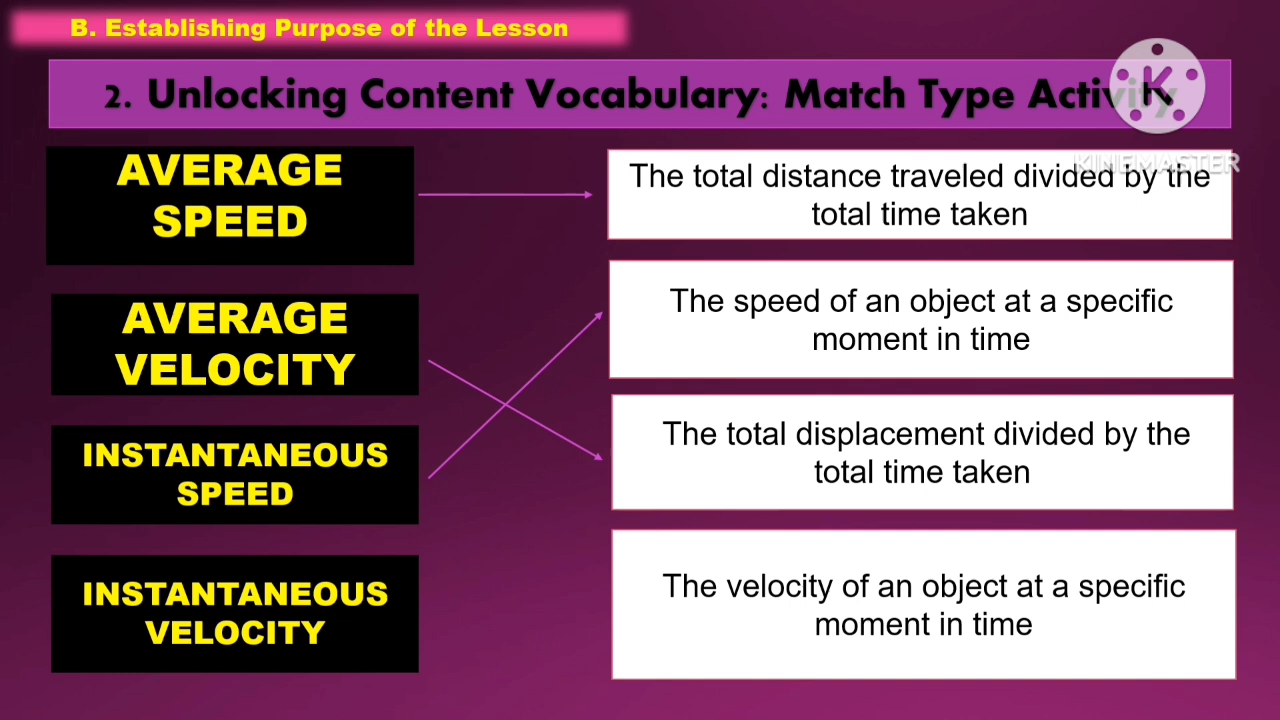 B. Establishing Purpose of the Lesson
2. Unlocking Content Vocabulary: Match Type Activity
K
KINEMASTER
AVERAGE
SPEED
The total distance traveled divided by the
total time taken
AVERAGE
VELOCITY
The speed of an object at a specific
moment in time
INSTANTANEOUS
SPEED
The total displacement divided by the
total time taken
INSTANTANEOUS
VELOCITY
The velocity of an object at a specific
moment in time